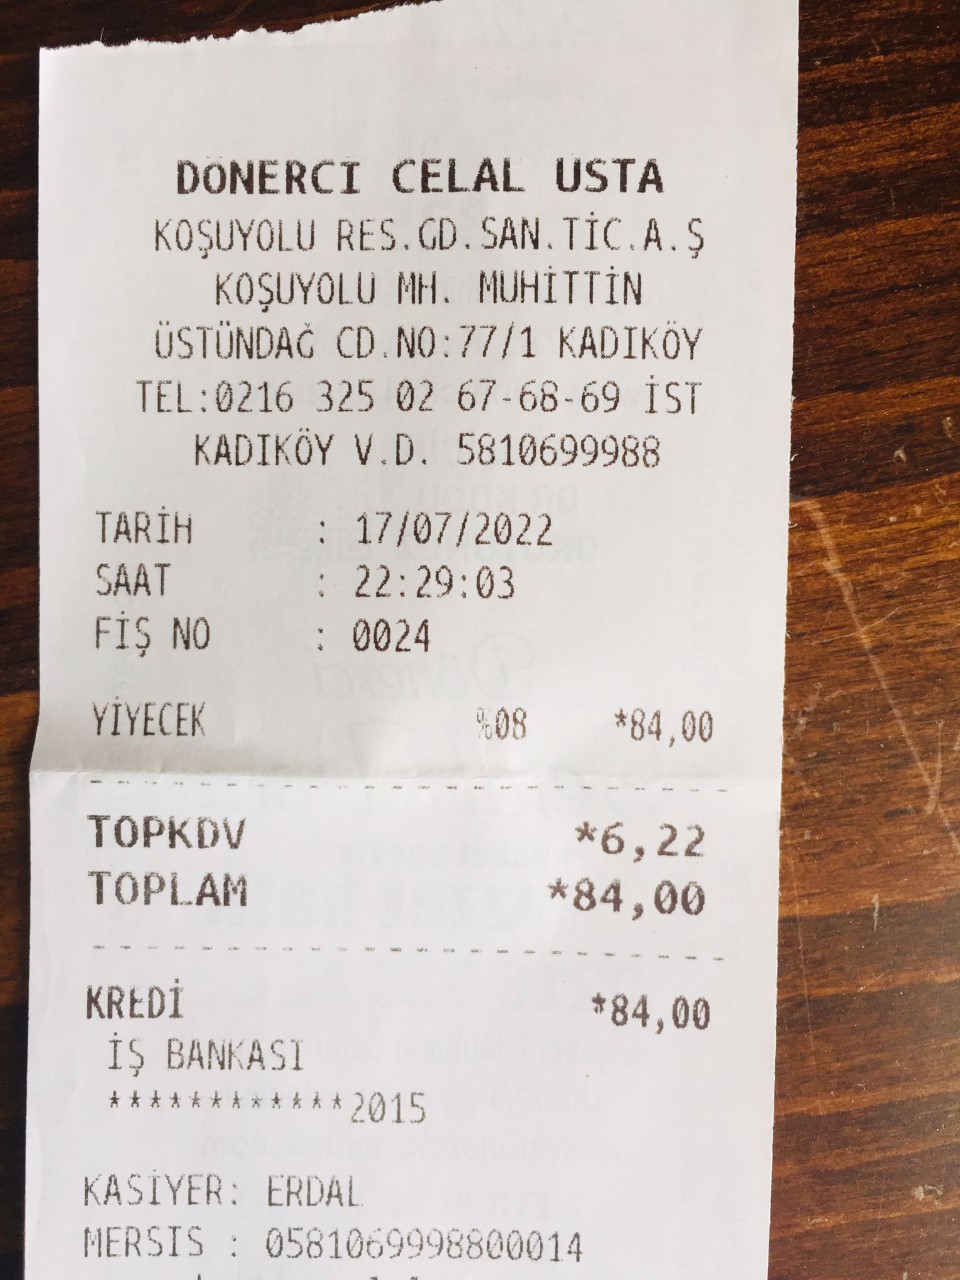 DÖNERCİ CELAL USTA
KOŞUYOLU RES.GD.SAN.TİC.A.Ş
KOŞUYOLU MH. MUHİTTİN
ÜSTÜNDAĞ CD.NO:77/1 KADIKÖY
TEL:0216 325 02 67-68-69 İST
KADIKÖY V.D. 5810699988
TARİH : 17/07/2022
SAAT : 22:29:03
FİŞ NO : 0024
YİYECEK %08 *84,00
TOPKDV *6,22
TOPLAM *84,00
KREDİ *84,00
İŞ BANKASI
************2015
KASİYER: ERDAL
MERSIS : 0581069998800014